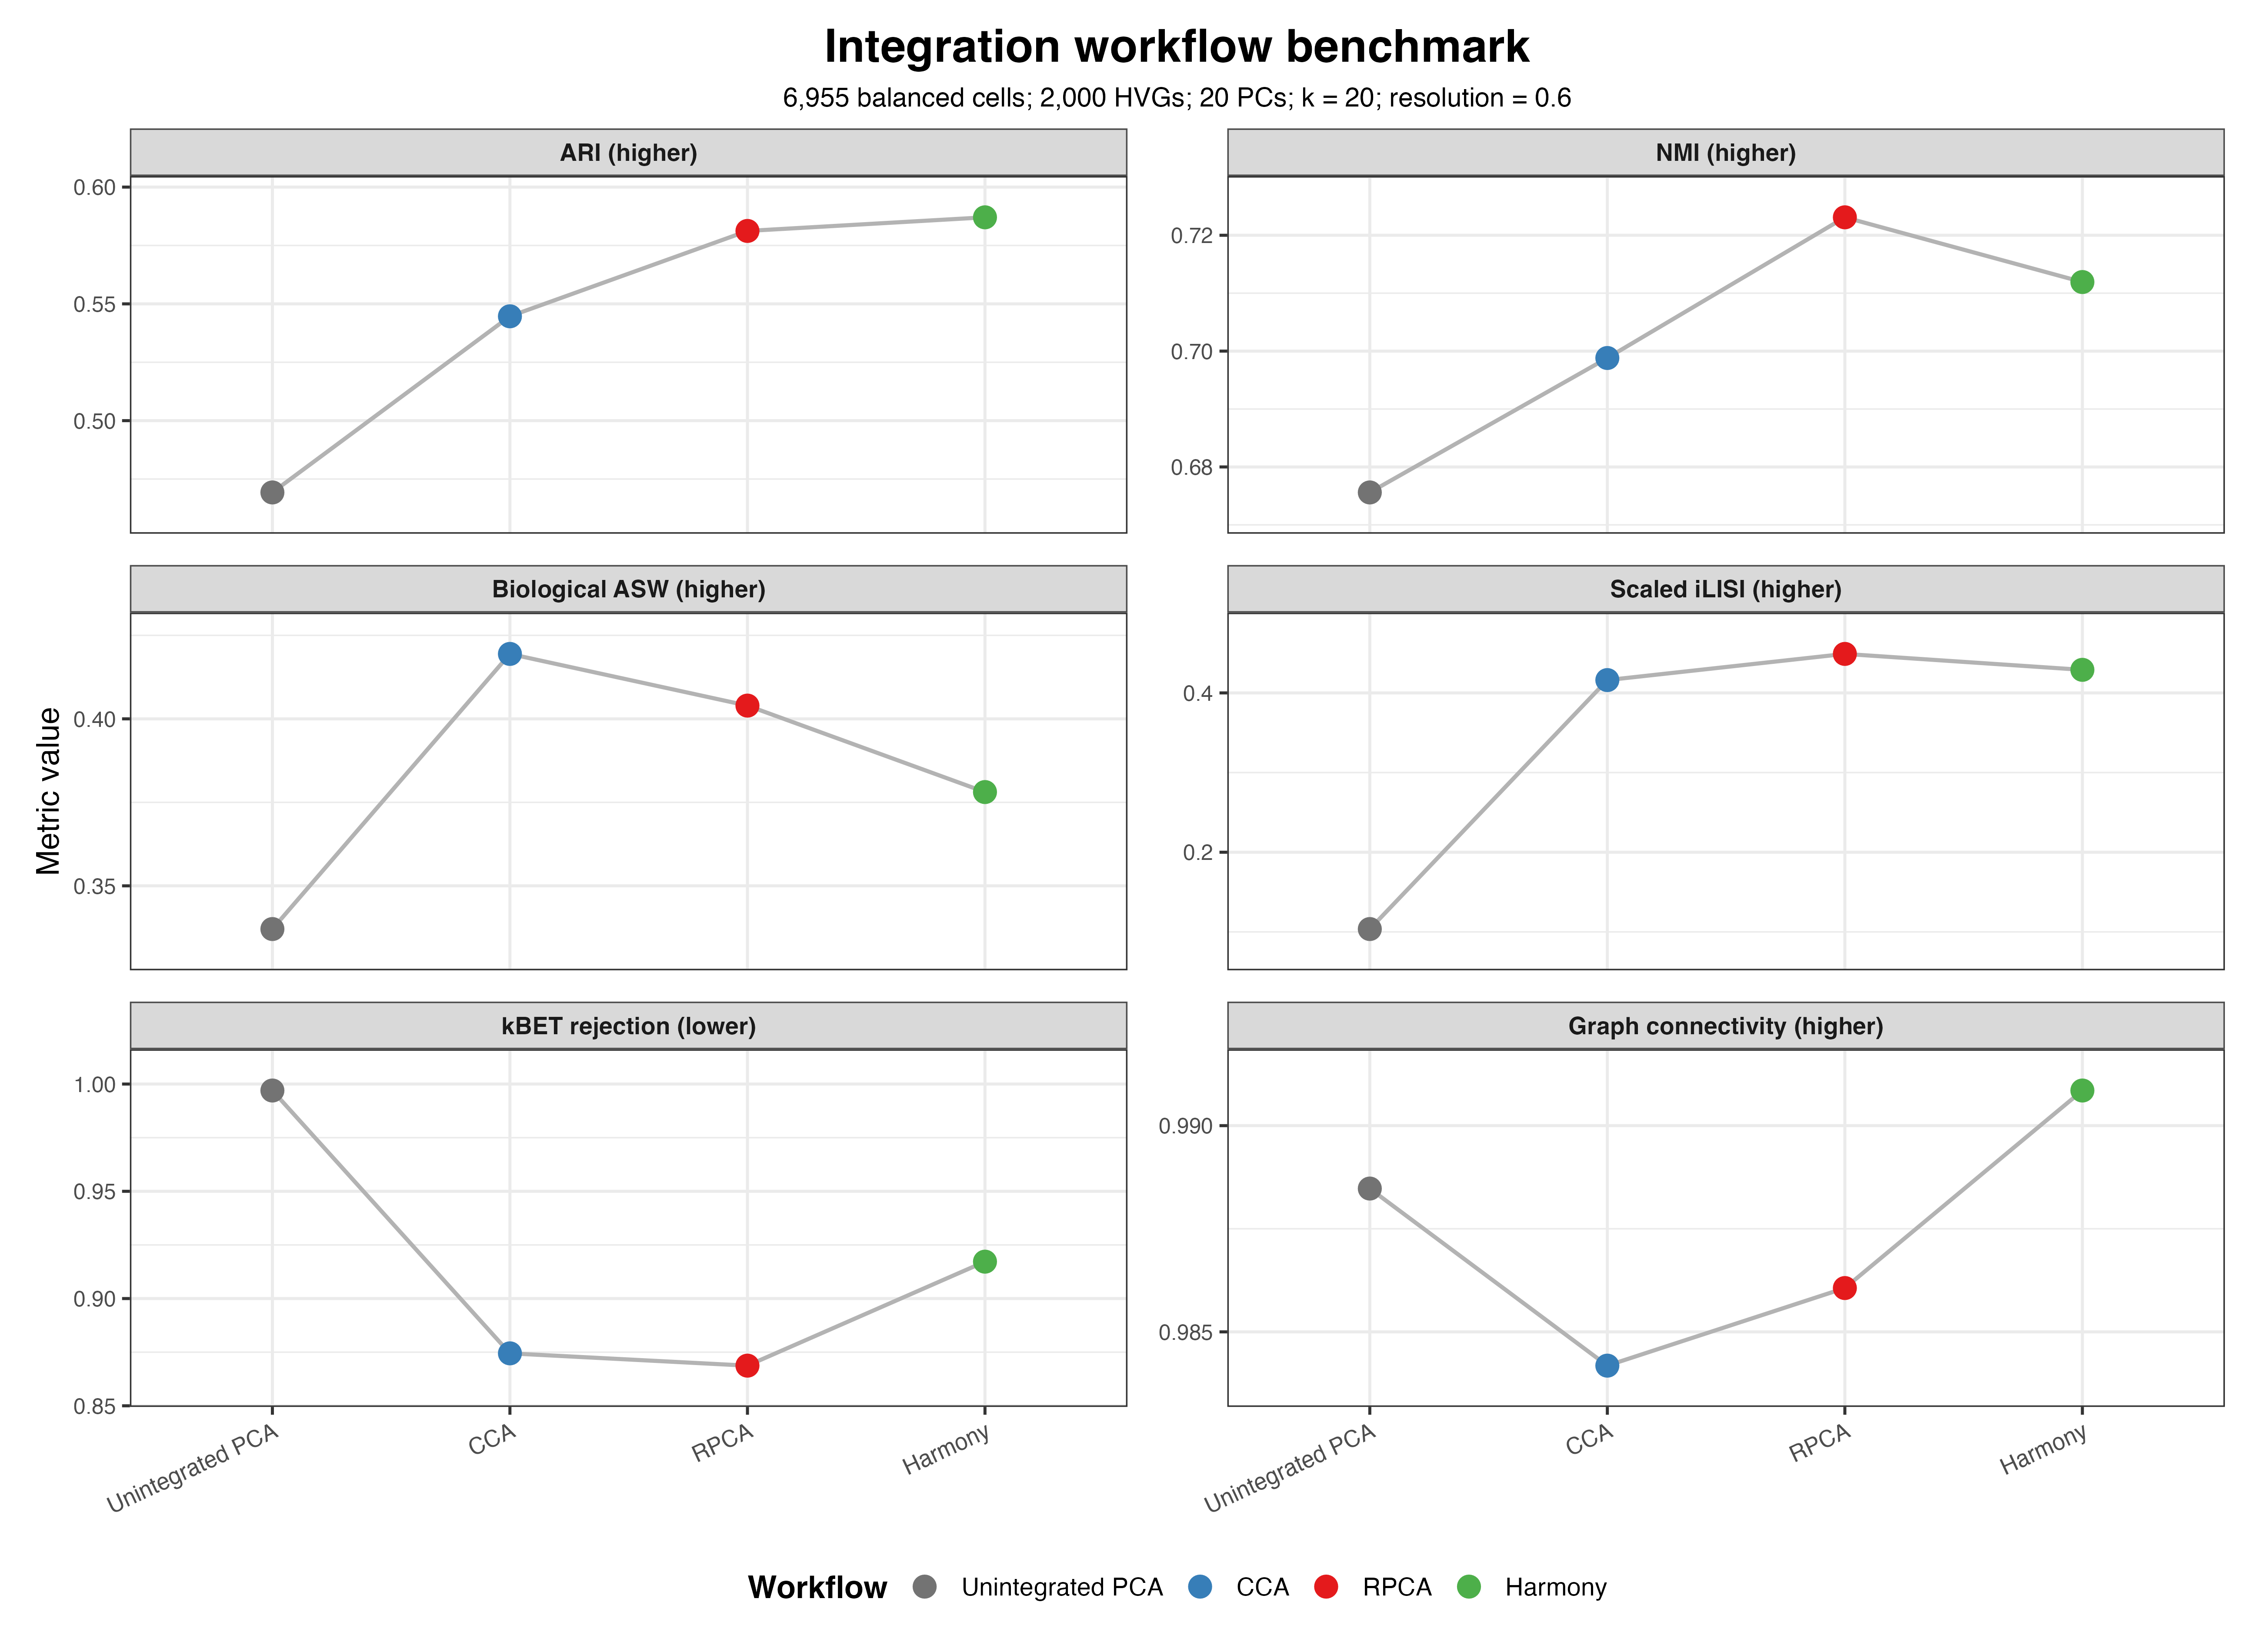 Integration workflow benchmark
6,955 balanced cells; 2,000 HVGs; 20 PCs; k = 20; resolution = 0.6
Metric value
ARI (higher)
0.60
0.55
0.50
NMI (higher)
0.72
0.70
0.68
Biological ASW (higher)
0.40
0.35
Scaled iLISI (higher)
0.4
0.2
kBET rejection (lower)
1.00
0.95
0.90
0.85
Unintegrated PCA
CCA
RPCA
Harmony
Graph connectivity (higher)
0.990
0.985
Unintegrated PCA
CCA
RPCA
Harmony
Workflow Unintegrated PCA CCA RPCA Harmony